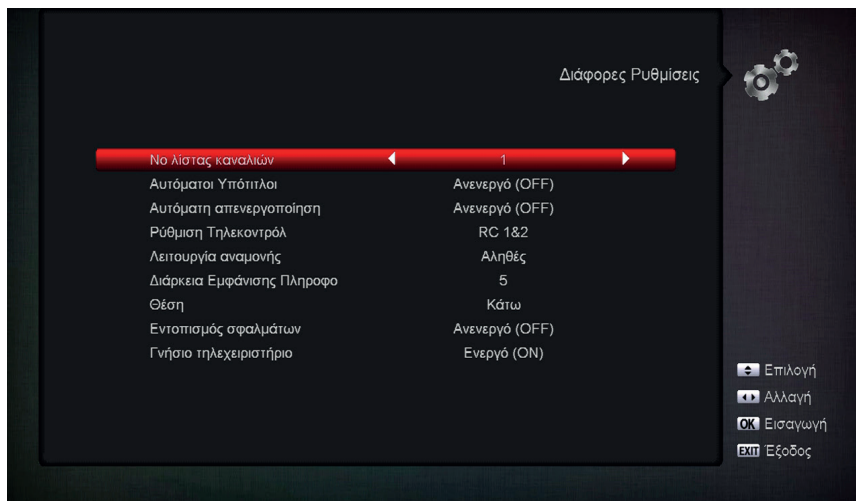 Διάφορες Ρυθμίσεις
Νο λίστας καναλιών 1
Αυτόματοι Υπότιτλοι Ανενεργό (OFF)
Αυτόματη απενεργοποίηση Ανενεργό (OFF)
Ρύθμιση Τηλεκοντρόλ RC 1&2
Λειτουργία αναμονής Αληθές
Διάρκεια Εμφάνισης Πληροφο 5
Θέση Κάτω
Εντοπισμός σφαλμάτων Ανενεργό (OFF)
Γνήσιο τηλεχειριστήριο Ενεργό (ON)
Επιλογή
Αλλαγή
OK Εισαγωγή
EXIT Έξοδος